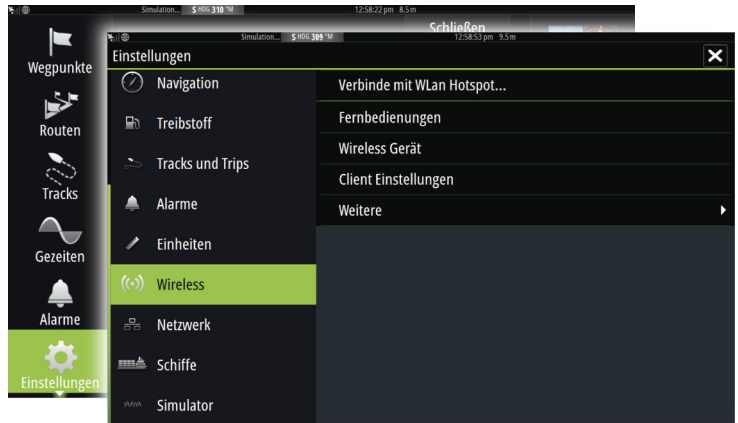 Simulation... S HDG 310 °M 12:58:22 pm 8.5 m
Schließen
Wegpunkte
Routen
Tracks
Gezeiten
Alarme
Einstellungen
Simulation... S HDG 309 °M 12:58:53 pm 9.5 m
Einstellungen
Navigation
Treibstoff
Tracks und Trips
Alarme
Einheiten
Wireless
Netzwerk
Schiffe
Simulator
Verbinde mit WLan Hotspot...
Fernbedienungen
Wireless Gerät
Client Einstellungen
Weitere